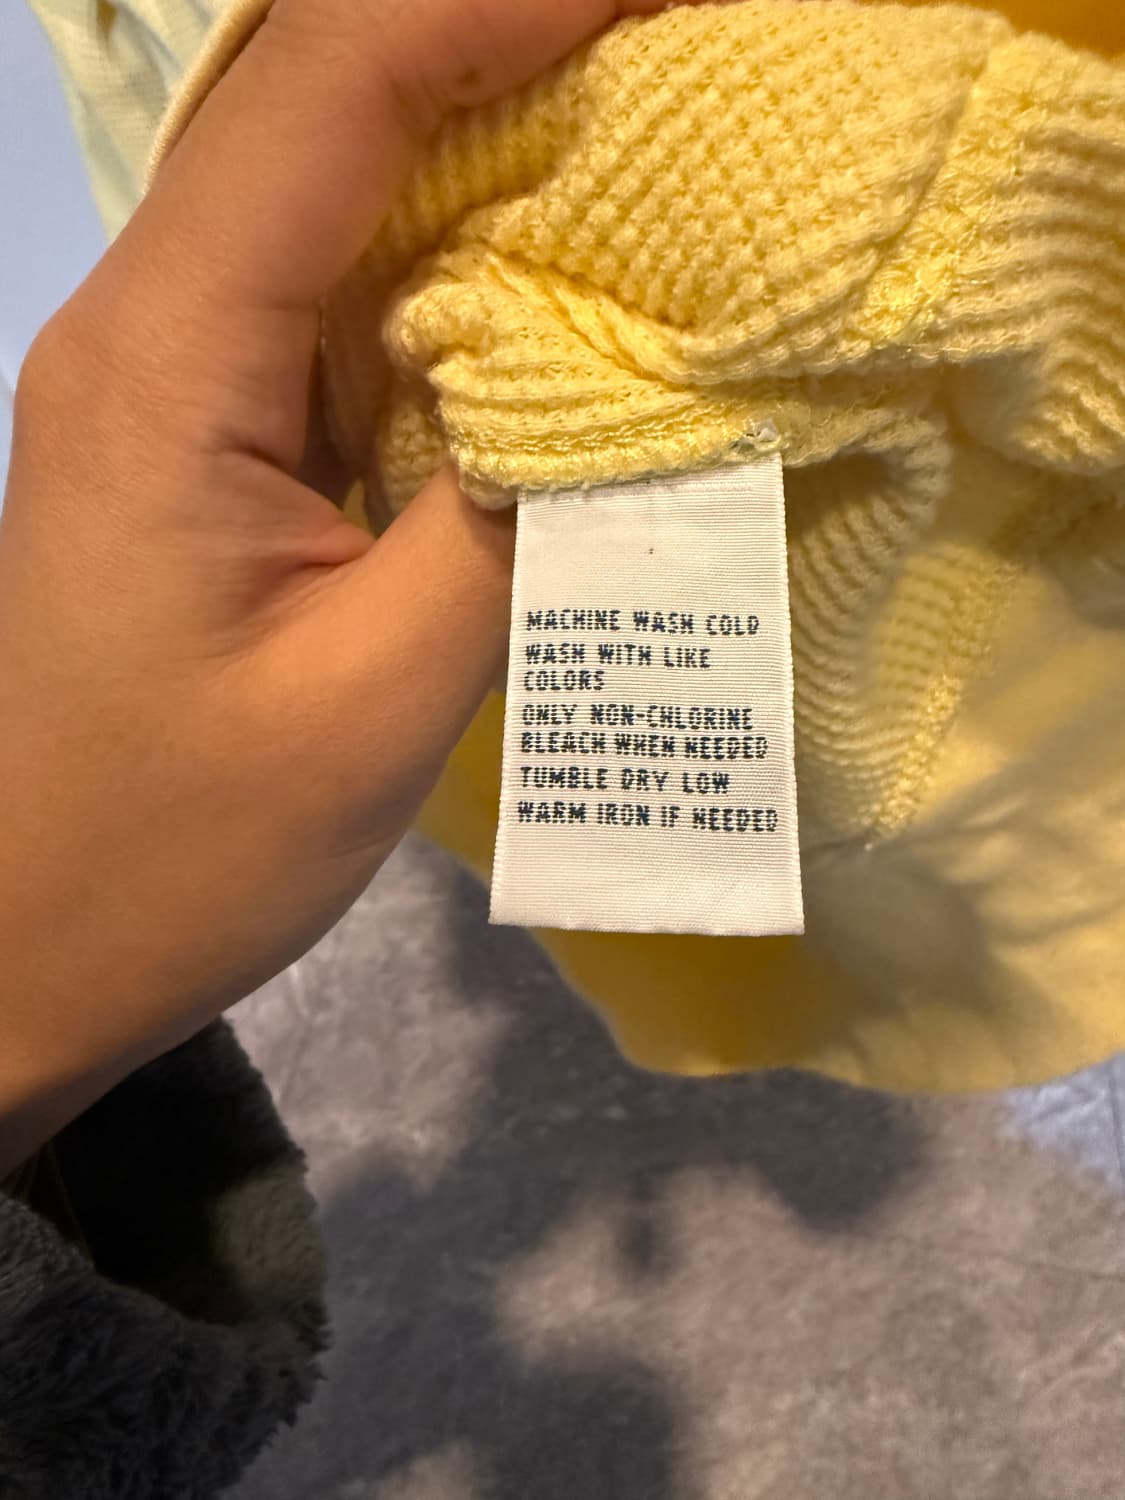 MACHINE WASH COLD
WASH WITH LIKE
COLORS
ONLY NON-CHLORINE
BLEACH WHEN NEEDED
TUMBLE DRY LOW
WARM IRON IF NEEDED